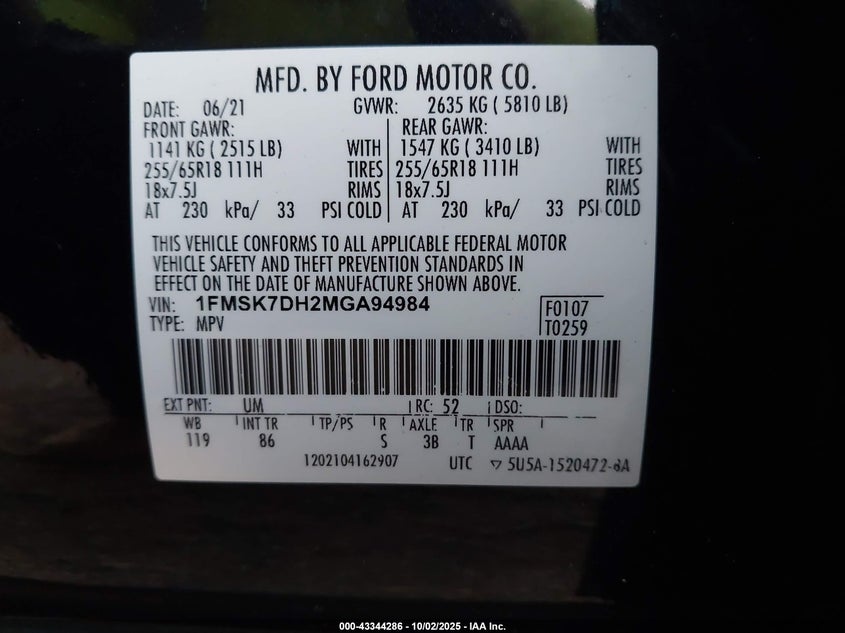 MFD. BY FORD MOTOR CO.
DATE: 06/21 GVWR: 2635 KG ( 5810 LB)
FRONT GAWR: REAR GAWR:
1141 KG ( 2515 LB) WITH 1547 KG ( 3410 LB) WITH
255/65R18 111H TIRES 255/65R18 111H TIRES
18x7.5J RIMS 18x7.5J RIMS
AT 230 kPa/ 33 PSI COLD AT 230 kPa/ 33 PSI COLD
THIS VEHICLE CONFORMS TO ALL APPLICABLE FEDERAL MOTOR
VEHICLE SAFETY AND THEFT PREVENTION STANDARDS IN
EFFECT ON THE DATE OF MANUFACTURE SHOWN ABOVE.
VIN: 1FMSK7DH2MGA94984 F0107
TYPE: MPV T0259
EXT PNT: UM RC: 52 DSO:
WB INT TR TP/PS R AXLE TR SPR
119 86 S 3B T AAAA
1202104162907 UTC ▽ 5U5A-1520472-
000-43344286 - 10/02/2025 - IAA Inc.